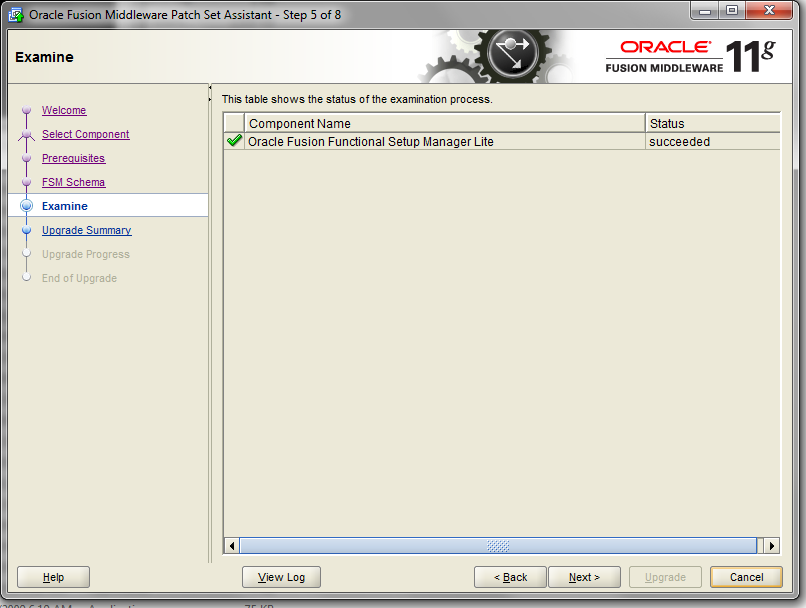 Oracle Fusion Middleware Patch Set Assistant - Step 5 of 8
Examine
ORACLE
FUSION MIDDLEWARE 11g
Welcome
Select Component
Prerequisites
FSM Schema
Examine
Upgrade Summary
Upgrade Progress
End of Upgrade
This table shows the status of the examination process.
Component Name Status
Oracle Fusion Functional Setup Manager Lite succeeded
Help View Log < Back Next > Upgrade Cancel